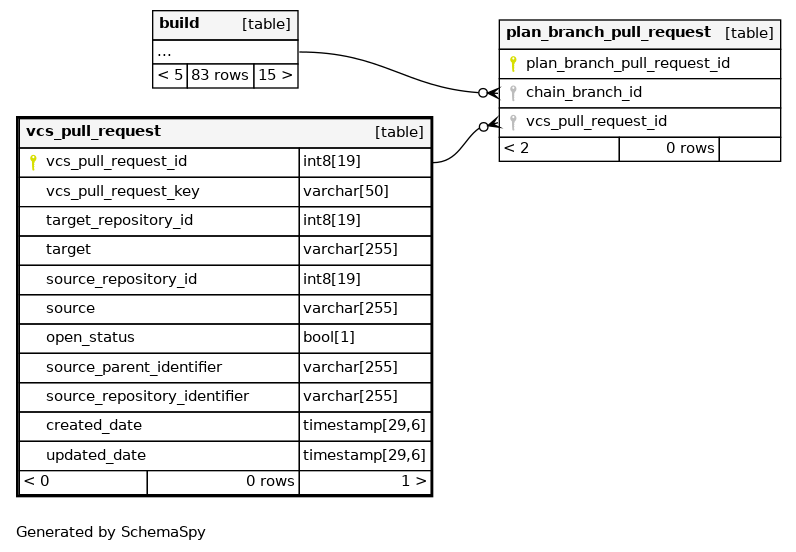 build [table]
...
< 5 83 rows 15 >
plan_branch_pull_request [table]
plan_branch_pull_request_id
chain_branch_id
vcs_pull_request_id
< 2 0 rows
vcs_pull_request [table]
vcs_pull_request_id int8[19]
vcs_pull_request_key varchar[50]
target_repository_id int8[19]
target varchar[255]
source_repository_id int8[19]
source varchar[255]
open_status bool[1]
source_parent_identifier varchar[255]
source_repository_identifier varchar[255]
created_date timestamp[29,6]
updated_date timestamp[29,6]
< 0 0 rows 1 >
Generated by SchemaSpy